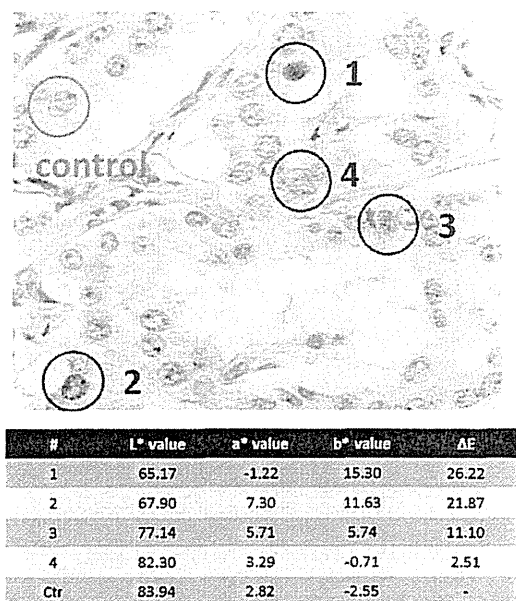 1
control
4
3
2
# L* value a* value b* value ΔE
1 65.17 -1.22 15.30 26.22
2 67.90 7.30 11.63 21.87
3 77.14 5.71 5.74 11.10
4 82.30 3.29 -0.71 2.51
Ctr 83.94 2.82 -2.55 -